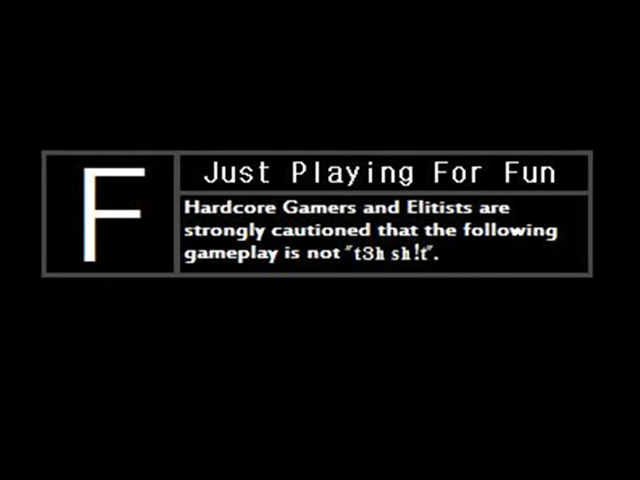 F
Just Playing For Fun
Hardcore Gamers and Elitists are
strongly cautioned that the following
gameplay is not "t3h sh!t".